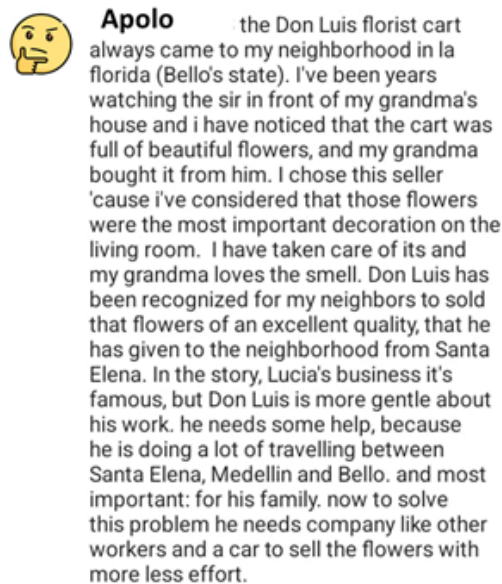 Apolo
: the Don Luis florist cart
always came to my neighborhood in la
florida (Bello's state). I've been years
watching the sir in front of my grandma's
house and i have noticed that the cart was
full of beautiful flowers, and my grandma
bought it from him. I chose this seller
'cause i've considered that those flowers
were the most important decoration on the
living room.  I have taken care of its and
my grandma loves the smell. Don Luis has
been recognized for my neighbors to sold
that flowers of an excellent quality, that he
has given to the neighborhood from Santa
Elena. In the story, Lucia's business it's
famous, but Don Luis is more gentle about
his work. he needs some help, because
he is doing a lot of travelling between
Santa Elena, Medellin and Bello. and most
important: for his family. now to solve
this problem he needs company like other
workers and a car to sell the flowers with
more less effort.